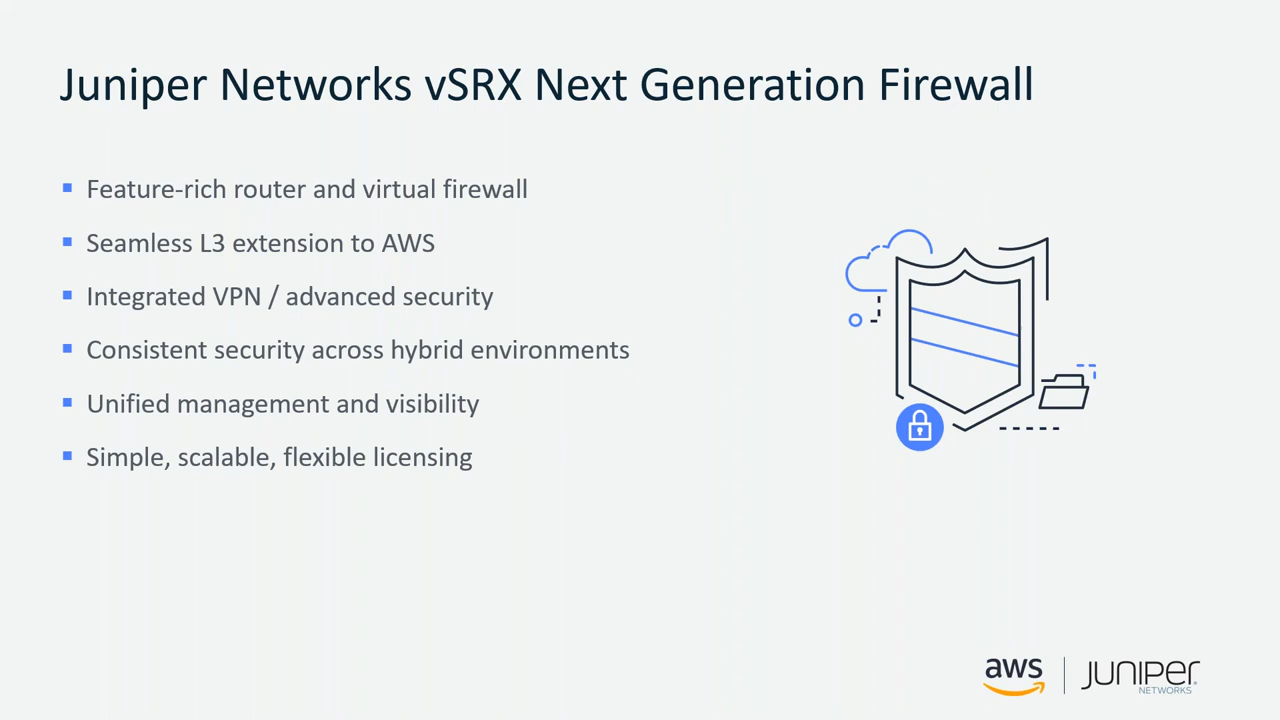 Juniper Networks vSRX Next Generation Firewall
Feature-rich router and virtual firewall
Seamless L3 extension to AWS
Integrated VPN / advanced security
Consistent security across hybrid environments
Unified management and visibility
Simple, scalable, flexible licensing
aws
JUNIPER
NETWORKS